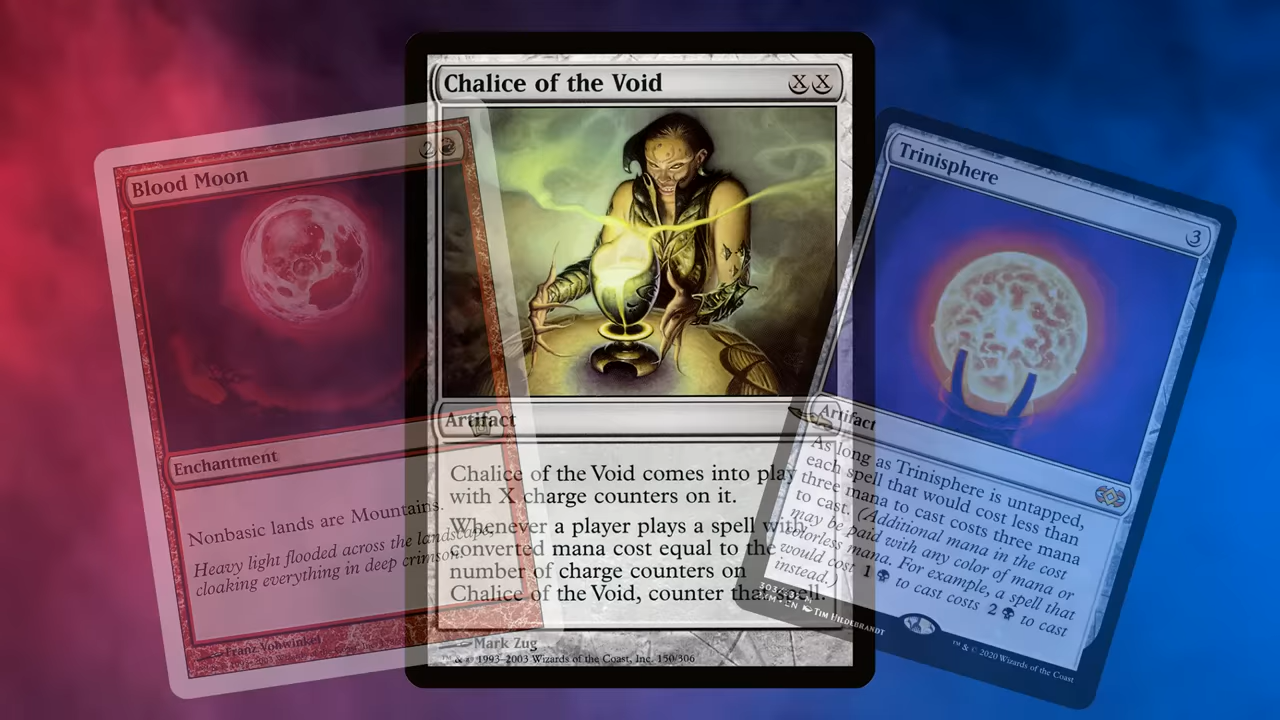 Blood Moon
2
Enchantment
Nonbasic lands are Mountains.
Heavy light flooded across the landscape,
cloaking everything in deep crimson.
Franz Vohwinkel
Chalice of the Void
X X
Artifact
Chalice of the Void comes into play
with X charge counters on it.
Whenever a player plays a spell with
converted mana cost equal to the
number of charge counters on
Chalice of the Void, counter that spell.
Mark Zug
™ & © 1993–2003 Wizards of the Coast, Inc. 150/306
Trinisphere
3
Artifact
As long as Trinisphere is untapped,
each spell that would cost less than
three mana to cast costs three mana
to cast. (Additional mana in the cost
may be paid with any color of mana or
colorless mana. For example, a spell that
would cost 1 to cast costs 2 to cast
instead.)
EN Tim Hildebrandt
™ & © 2020 Wizards of the Coast